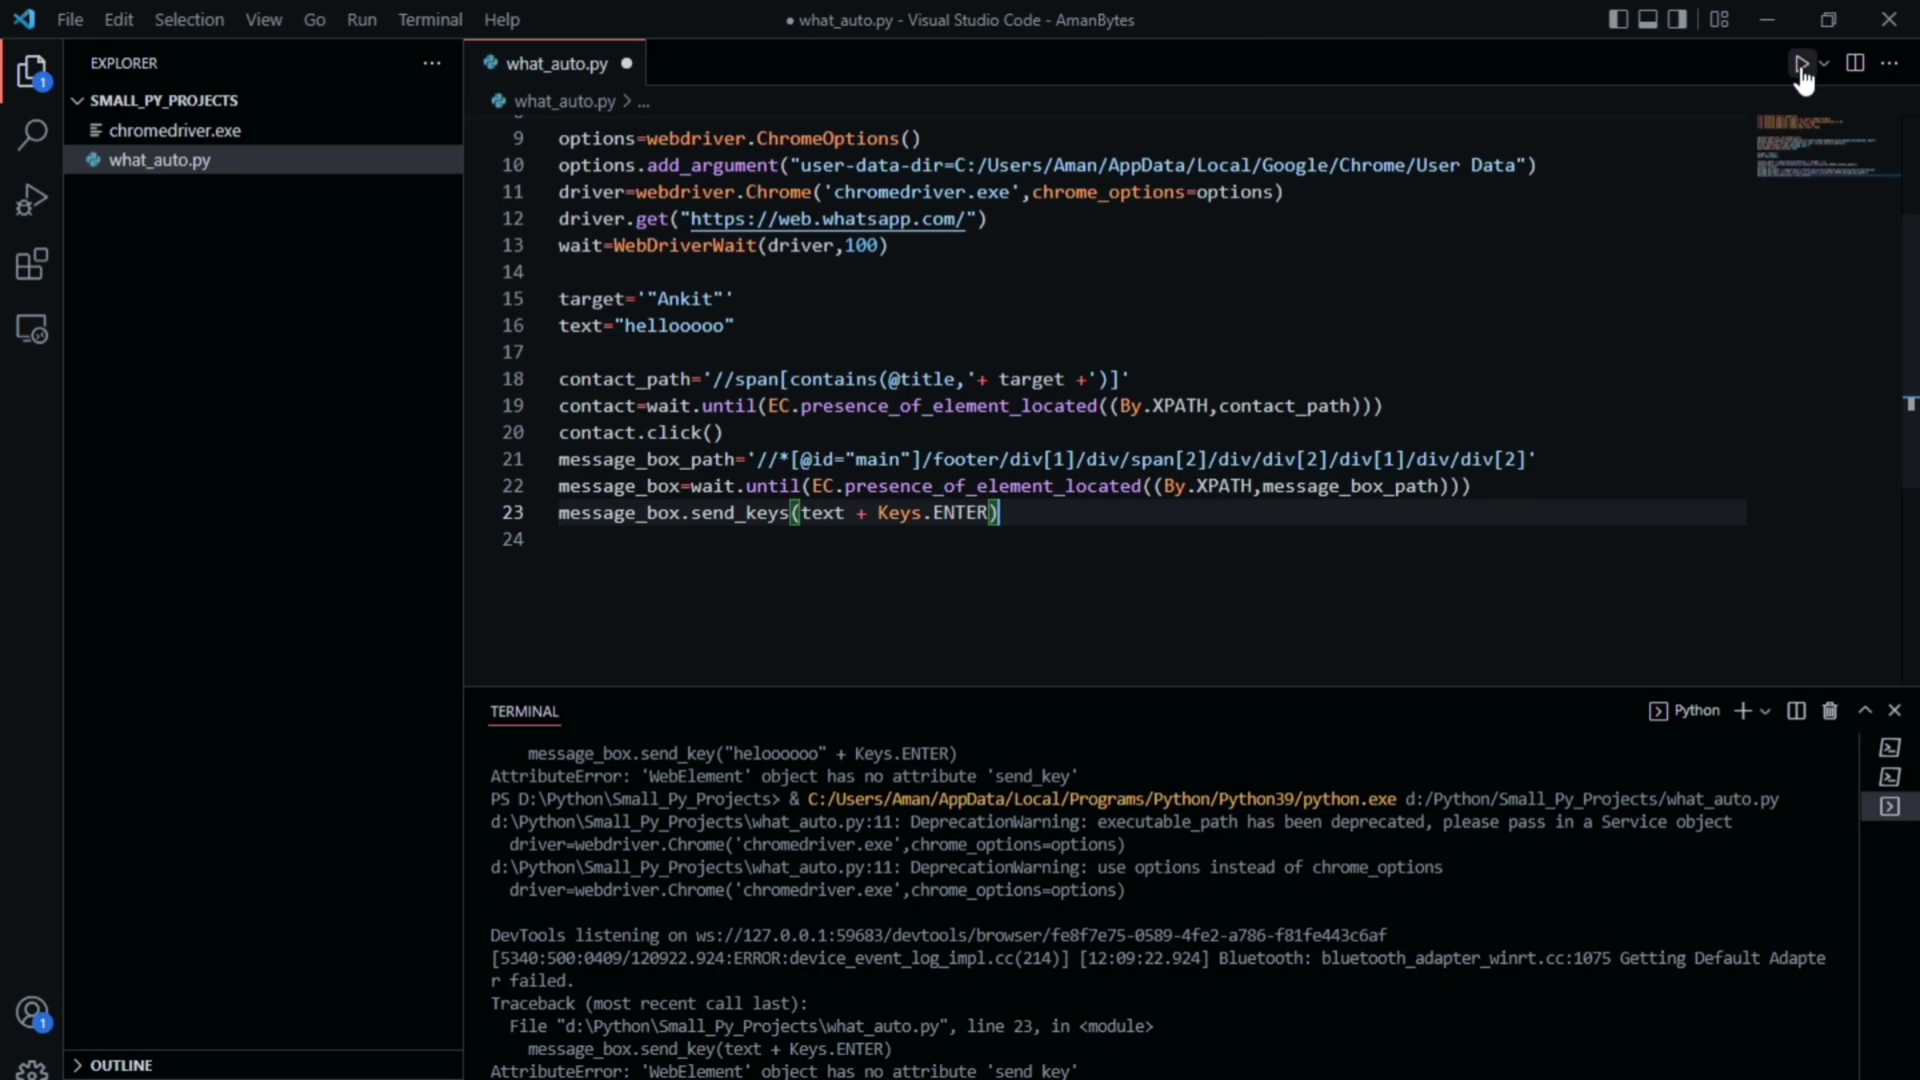 File Edit Selection View Go Run Terminal Help
● what_auto.py - Visual Studio Code - AmanBytes
EXPLORER ...
1
SMALL_PY_PROJECTS
chromedriver.exe
what_auto.py
OUTLINE
1
what_auto.py
what_auto.py > ...
9 options=webdriver.ChromeOptions()
10 options.add_argument("user-data-dir=C:/Users/Aman/AppData/Local/Google/Chrome/User Data")
11 driver=webdriver.Chrome('chromedriver.exe',chrome_options=options)
12 driver.get("https://web.whatsapp.com/")
13 wait=WebDriverWait(driver,100)
14
15 target='"Ankit"'
16 text="hellooooo"
17
18 contact_path='//span[contains(@title,'+ target +')]'
19 contact=wait.until(EC.presence_of_element_located((By.XPATH,contact_path)))
20 contact.click()
21 message_box_path='//*[@id="main"]/footer/div[1]/div/span[2]/div/div[2]/div[1]/div/div[2]'
22 message_box=wait.until(EC.presence_of_element_located((By.XPATH,message_box_path)))
23 message_box.send_keys(text + Keys.ENTER)
24
TERMINAL
Python
message_box.send_key("heloooooo" + Keys.ENTER)
AttributeError: 'WebElement' object has no attribute 'send_key'
PS D:\Python\Small_Py_Projects> & C:/Users/Aman/AppData/Local/Programs/Python/Python39/python.exe d:/Python/Small_Py_Projects/what_auto.py
d:\Python\Small_Py_Projects\what_auto.py:11: DeprecationWarning: executable_path has been deprecated, please pass in a Service object
driver=webdriver.Chrome('chromedriver.exe',chrome_options=options)
d:\Python\Small_Py_Projects\what_auto.py:11: DeprecationWarning: use options instead of chrome_options
driver=webdriver.Chrome('chromedriver.exe',chrome_options=options)
DevTools listening on ws://127.0.0.1:59683/devtools/browser/fe8f7e75-0589-4fe2-a786-f81fe443c6af
[5340:500:0409/120922.924:ERROR:device_event_log_impl.cc(214)] [12:09:22.924] Bluetooth: bluetooth_adapter_winrt.cc:1075 Getting Default Adapte
r failed.
Traceback (most recent call last):
File "d:\Python\Small_Py_Projects\what_auto.py", line 23, in <module>
message_box.send_key(text + Keys.ENTER)
AttributeError: 'WebElement' object has no attribute 'send_key'